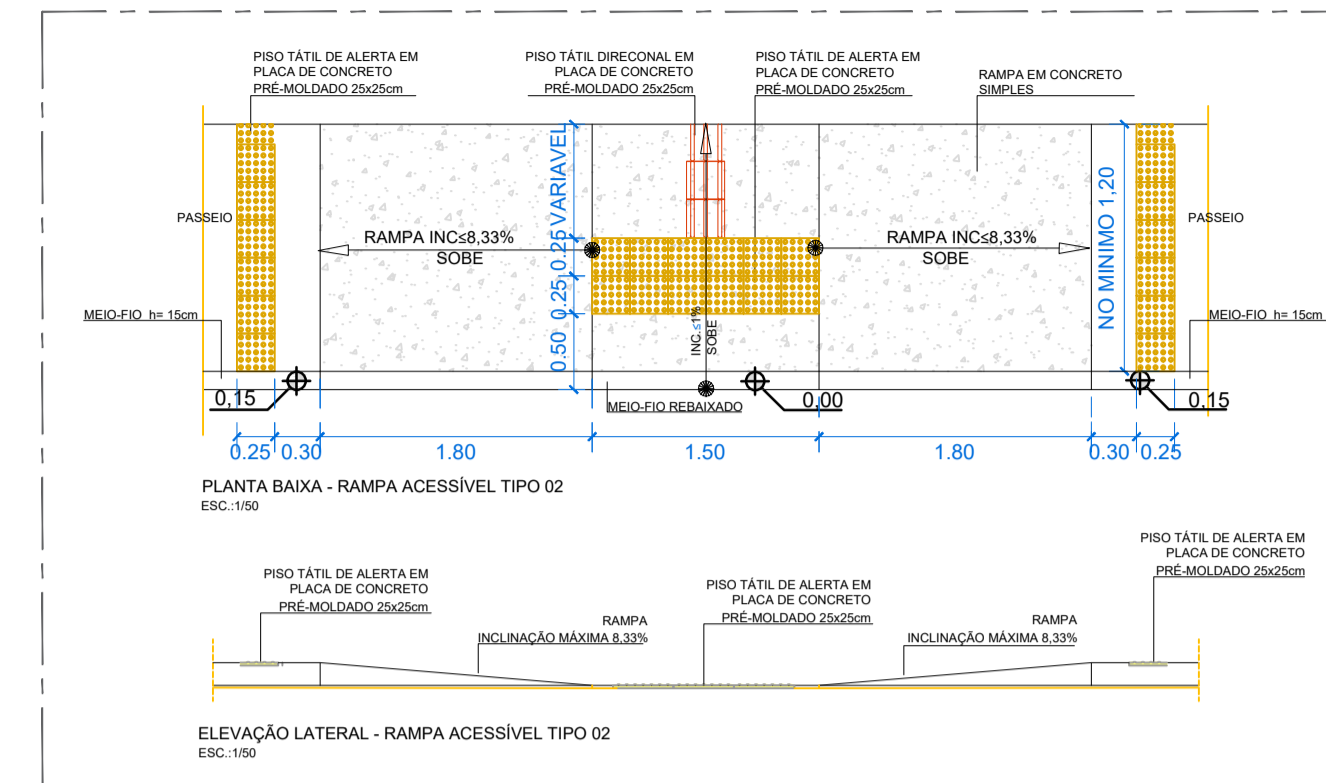 PISO TÁTIL DE ALERTA EM
PLACA DE CONCRETO
PRÉ-MOLDADO 25x25cm
PISO TÁTIL DIRECONAL EM
PLACA DE CONCRETO
PRÉ-MOLDADO 25x25cm
PISO TÁTIL DE ALERTA EM
PLACA DE CONCRETO
PRÉ-MOLDADO 25x25cm
RAMPA EM CONCRETO
SIMPLES
PASSEIO
RAMPA INC≤8,33%
SOBE
VARIAVEL
0.25
0.25
0.50
INC.≤1%
SOBE
RAMPA INC≤8,33%
SOBE
NO MINIMO 1,20
PASSEIO
MEIO-FIO h= 15cm
MEIO-FIO h= 15cm
0,15
MEIO-FIO REBAIXADO
0,00
0,15
0.25 0.30 1.80 1.50 1.80 0.30 0.25
PLANTA BAIXA - RAMPA ACESSÍVEL TIPO 02
ESC.:1/50
PISO TÁTIL DE ALERTA EM
PLACA DE CONCRETO
PRÉ-MOLDADO 25x25cm
RAMPA
INCLINAÇÃO MÁXIMA 8,33%
PISO TÁTIL DE ALERTA EM
PLACA DE CONCRETO
PRÉ-MOLDADO 25x25cm
RAMPA
INCLINAÇÃO MÁXIMA 8,33%
PISO TÁTIL DE ALERTA EM
PLACA DE CONCRETO
PRÉ-MOLDADO 25x25cm
ELEVAÇÃO LATERAL - RAMPA ACESSÍVEL TIPO 02
ESC.:1/50